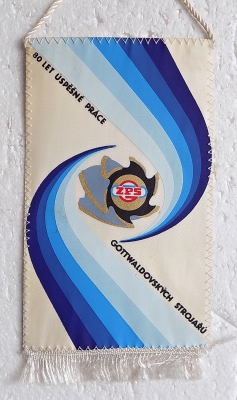 80 LET ÚSPĚŠNÉ PRÁCE
ZPS
GOTTWALDOVSKÝCH STROJAŘŮ